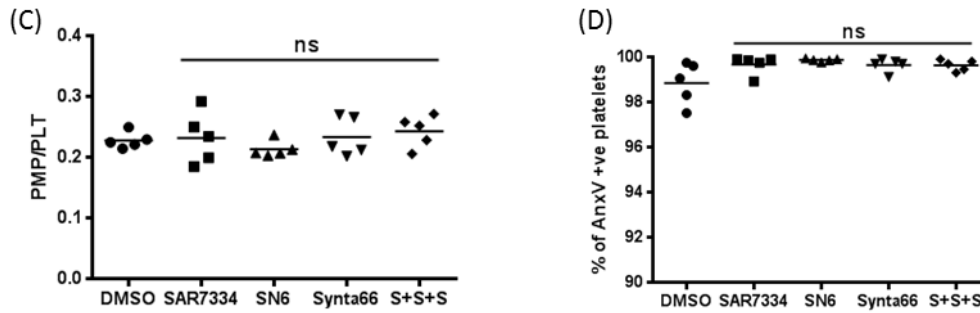 (C)
ns
PMP/PLT
0.4
0.3
0.2
0.1
0.0
DMSO SAR7334 SN6 Synta66 S+S+S
(D)
ns
% of AnxV +ve platelets
100
98
96
94
92
90
DMSO SAR7334 SN6 Synta66 S+S+S